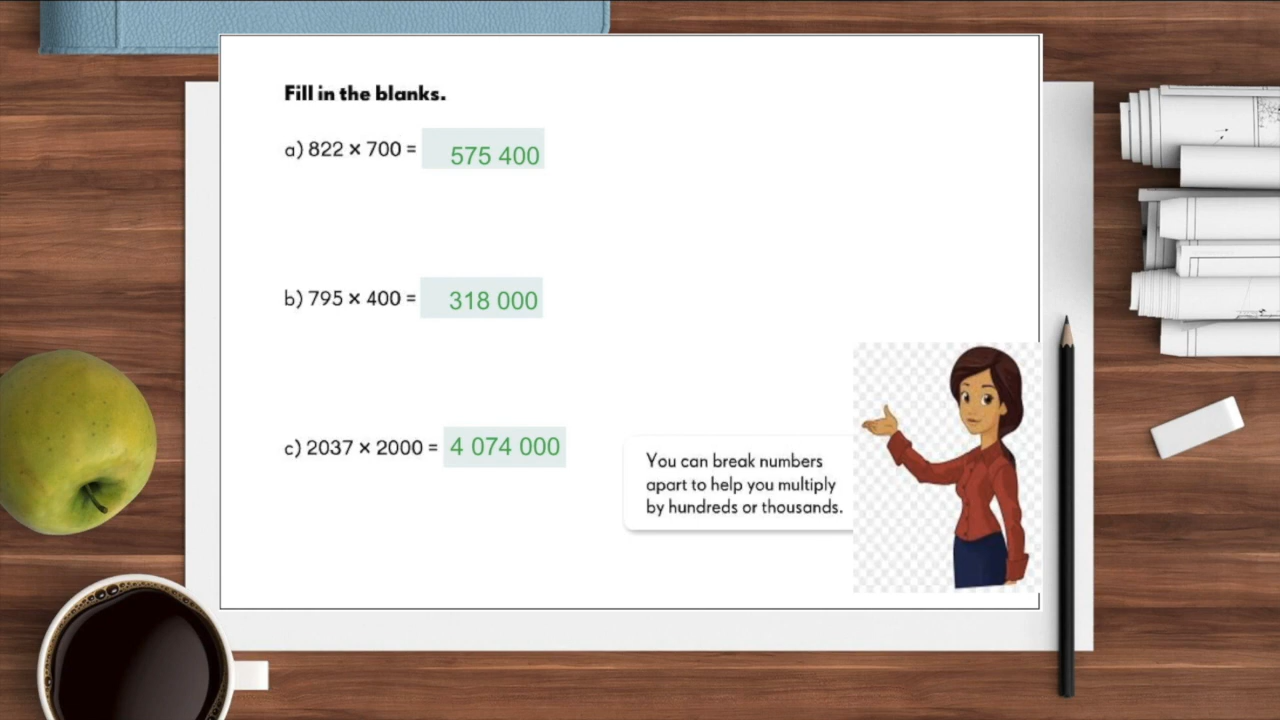 Fill in the blanks.
a) 822 × 700 = 575 400
b) 795 × 400 = 318 000
c) 2037 × 2000 = 4 074 000
You can break numbers
apart to help you multiply
by hundreds or thousands.